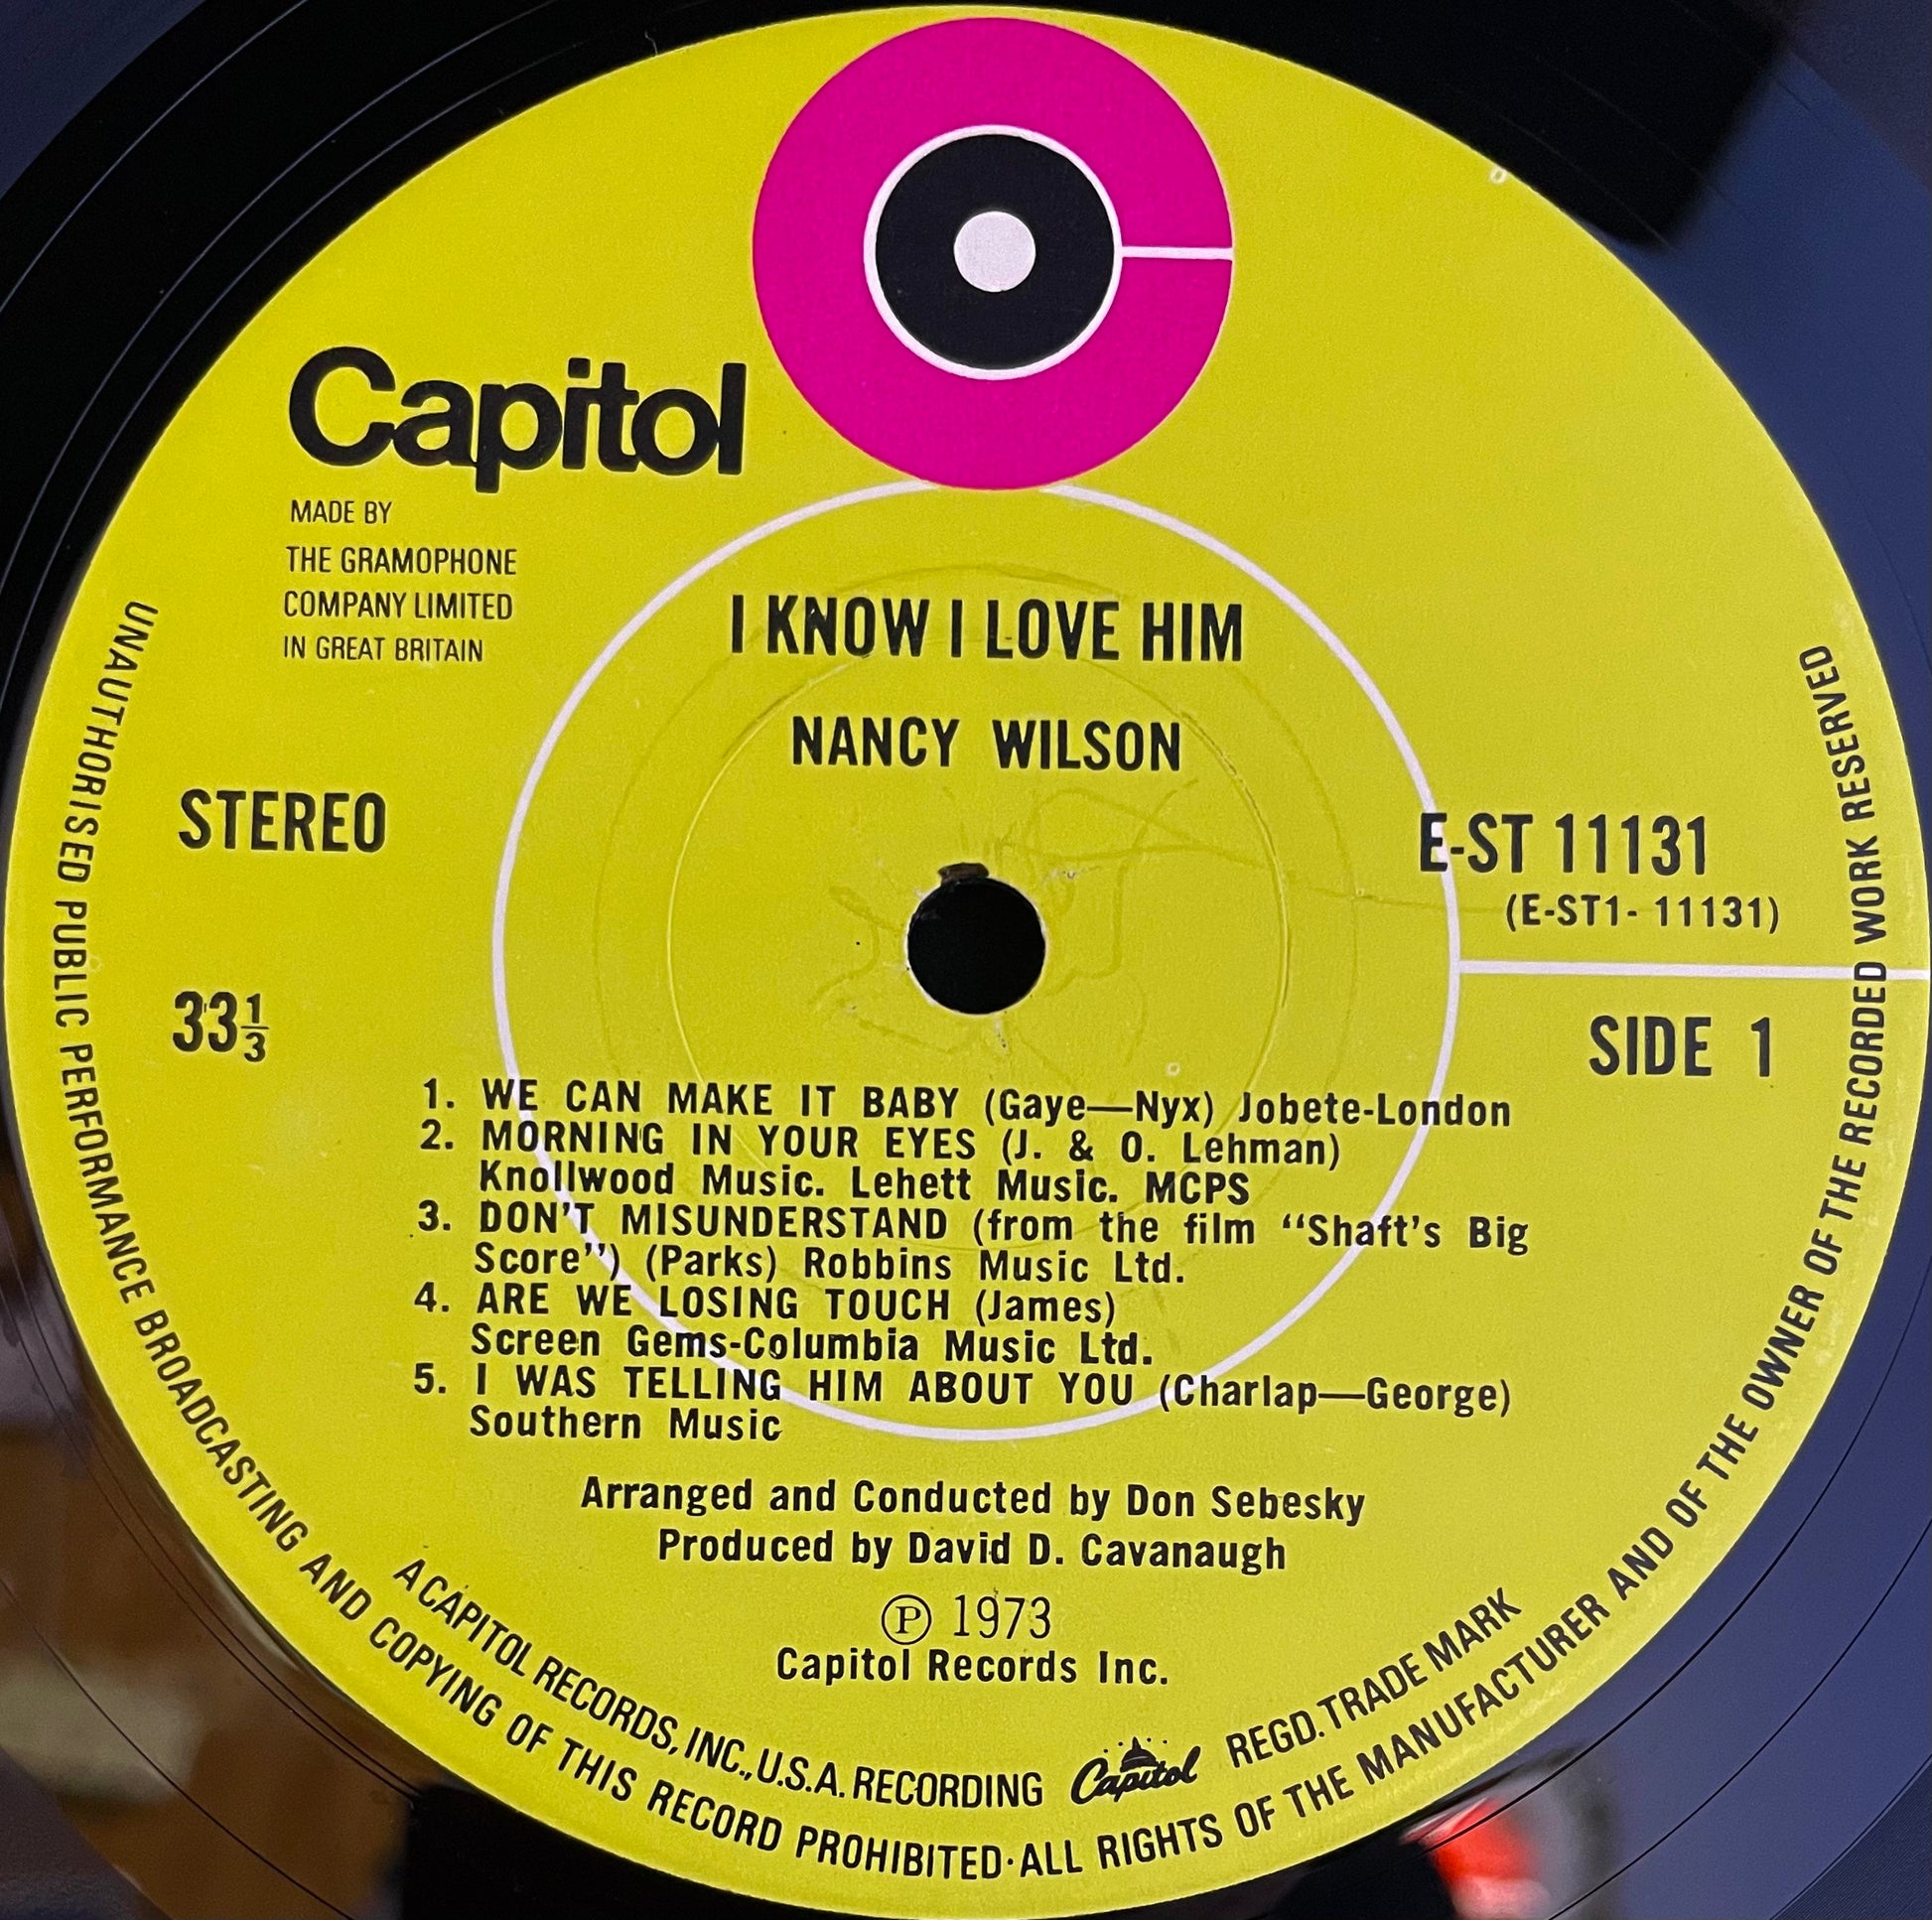 Capitol
MADE BY
THE GRAMOPHONE
COMPANY LIMITED
IN GREAT BRITAIN
I KNOW I LOVE HIM
NANCY WILSON
STEREO
E-ST 11131
(E-ST1- 11131)
33⅓
SIDE 1
1. WE CAN MAKE IT BABY (Gaye—Nyx) Jobete-London
2. MORNING IN YOUR EYES (J. & O. Lehman)
Knollwood Music. Lehett Music. MCPS
3. DON'T MISUNDERSTAND (from the film “Shaft's Big
Score”) (Parks) Robbins Music Ltd.
4. ARE WE LOSING TOUCH (James)
Screen Gems-Columbia Music Ltd.
5. I WAS TELLING HIM ABOUT YOU (Charlap—George)
Southern Music
Arranged and Conducted by Don Sebesky
Produced by David D. Cavanaugh
Ⓟ 1973
Capitol Records Inc.
A CAPITOL RECORDS, INC., U.S.A. RECORDING Capitol REGD. TRADE MARK
UNAUTHORISED PUBLIC PERFORMANCE BROADCASTING AND COPYING OF THIS RECORD PROHIBITED·ALL RIGHTS OF THE MANUFACTURER AND OF THE OWNER OF THE RECORDED WORK RESERVED